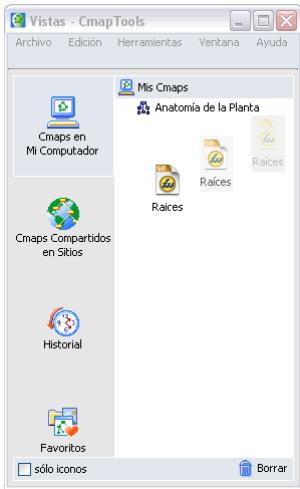 Vistas - CmapTools
Archivo Edición Herramientas Ventana Ayuda
Mis Cmaps
Anatomía de la Planta
Cmaps en
Mi Computador
Raíces
Raíces
Raices
Cmaps Compartidos
en Sitios
Historial
Favoritos
sólo iconos
Borrar